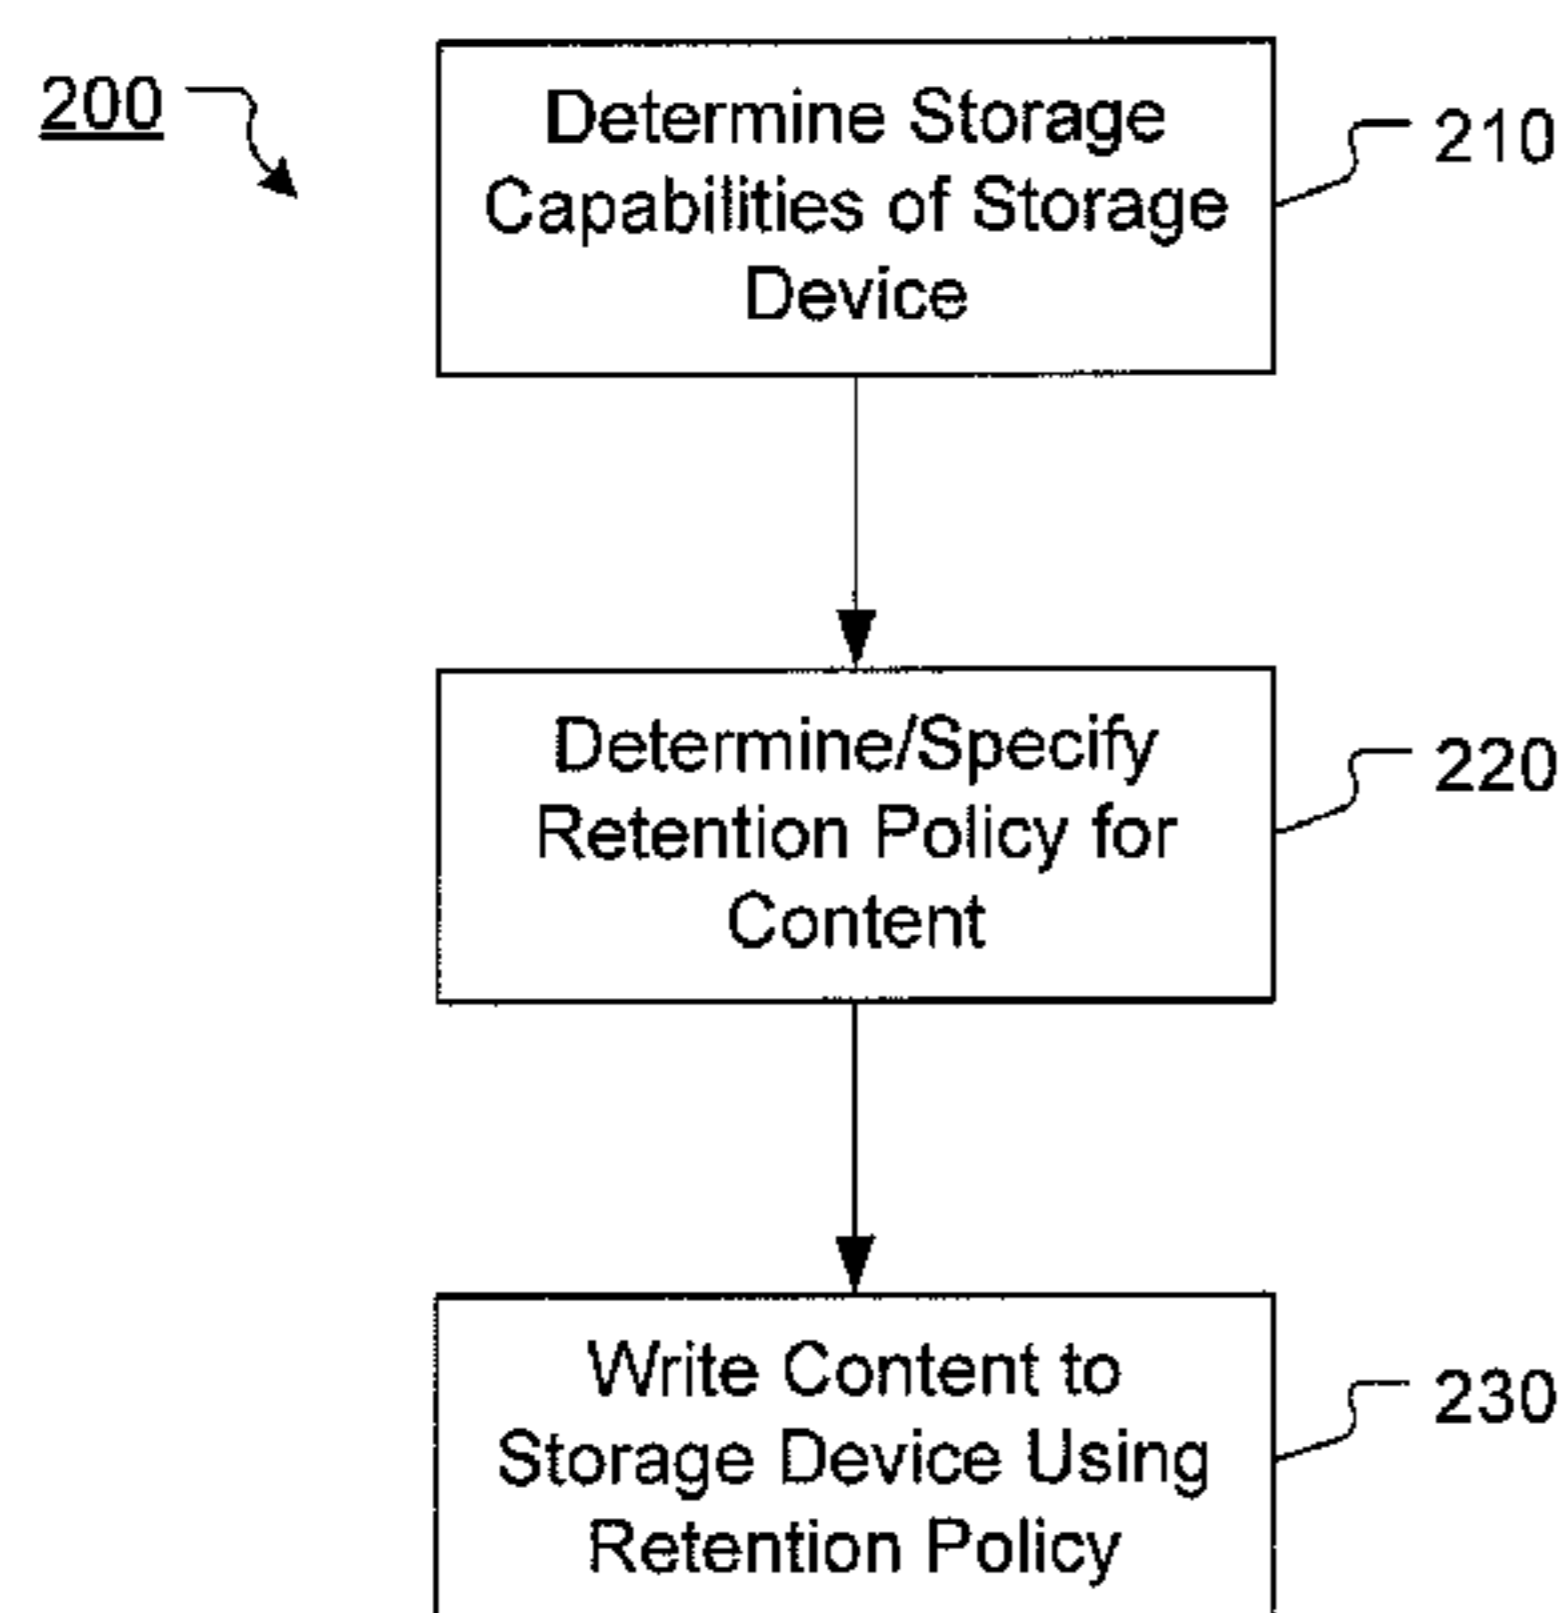 200
Determine Storage
Capabilities of Storage
Device
210
Determine/Specify
Retention Policy for
Content
220
Write Content to
Storage Device Using
Retention Policy
230